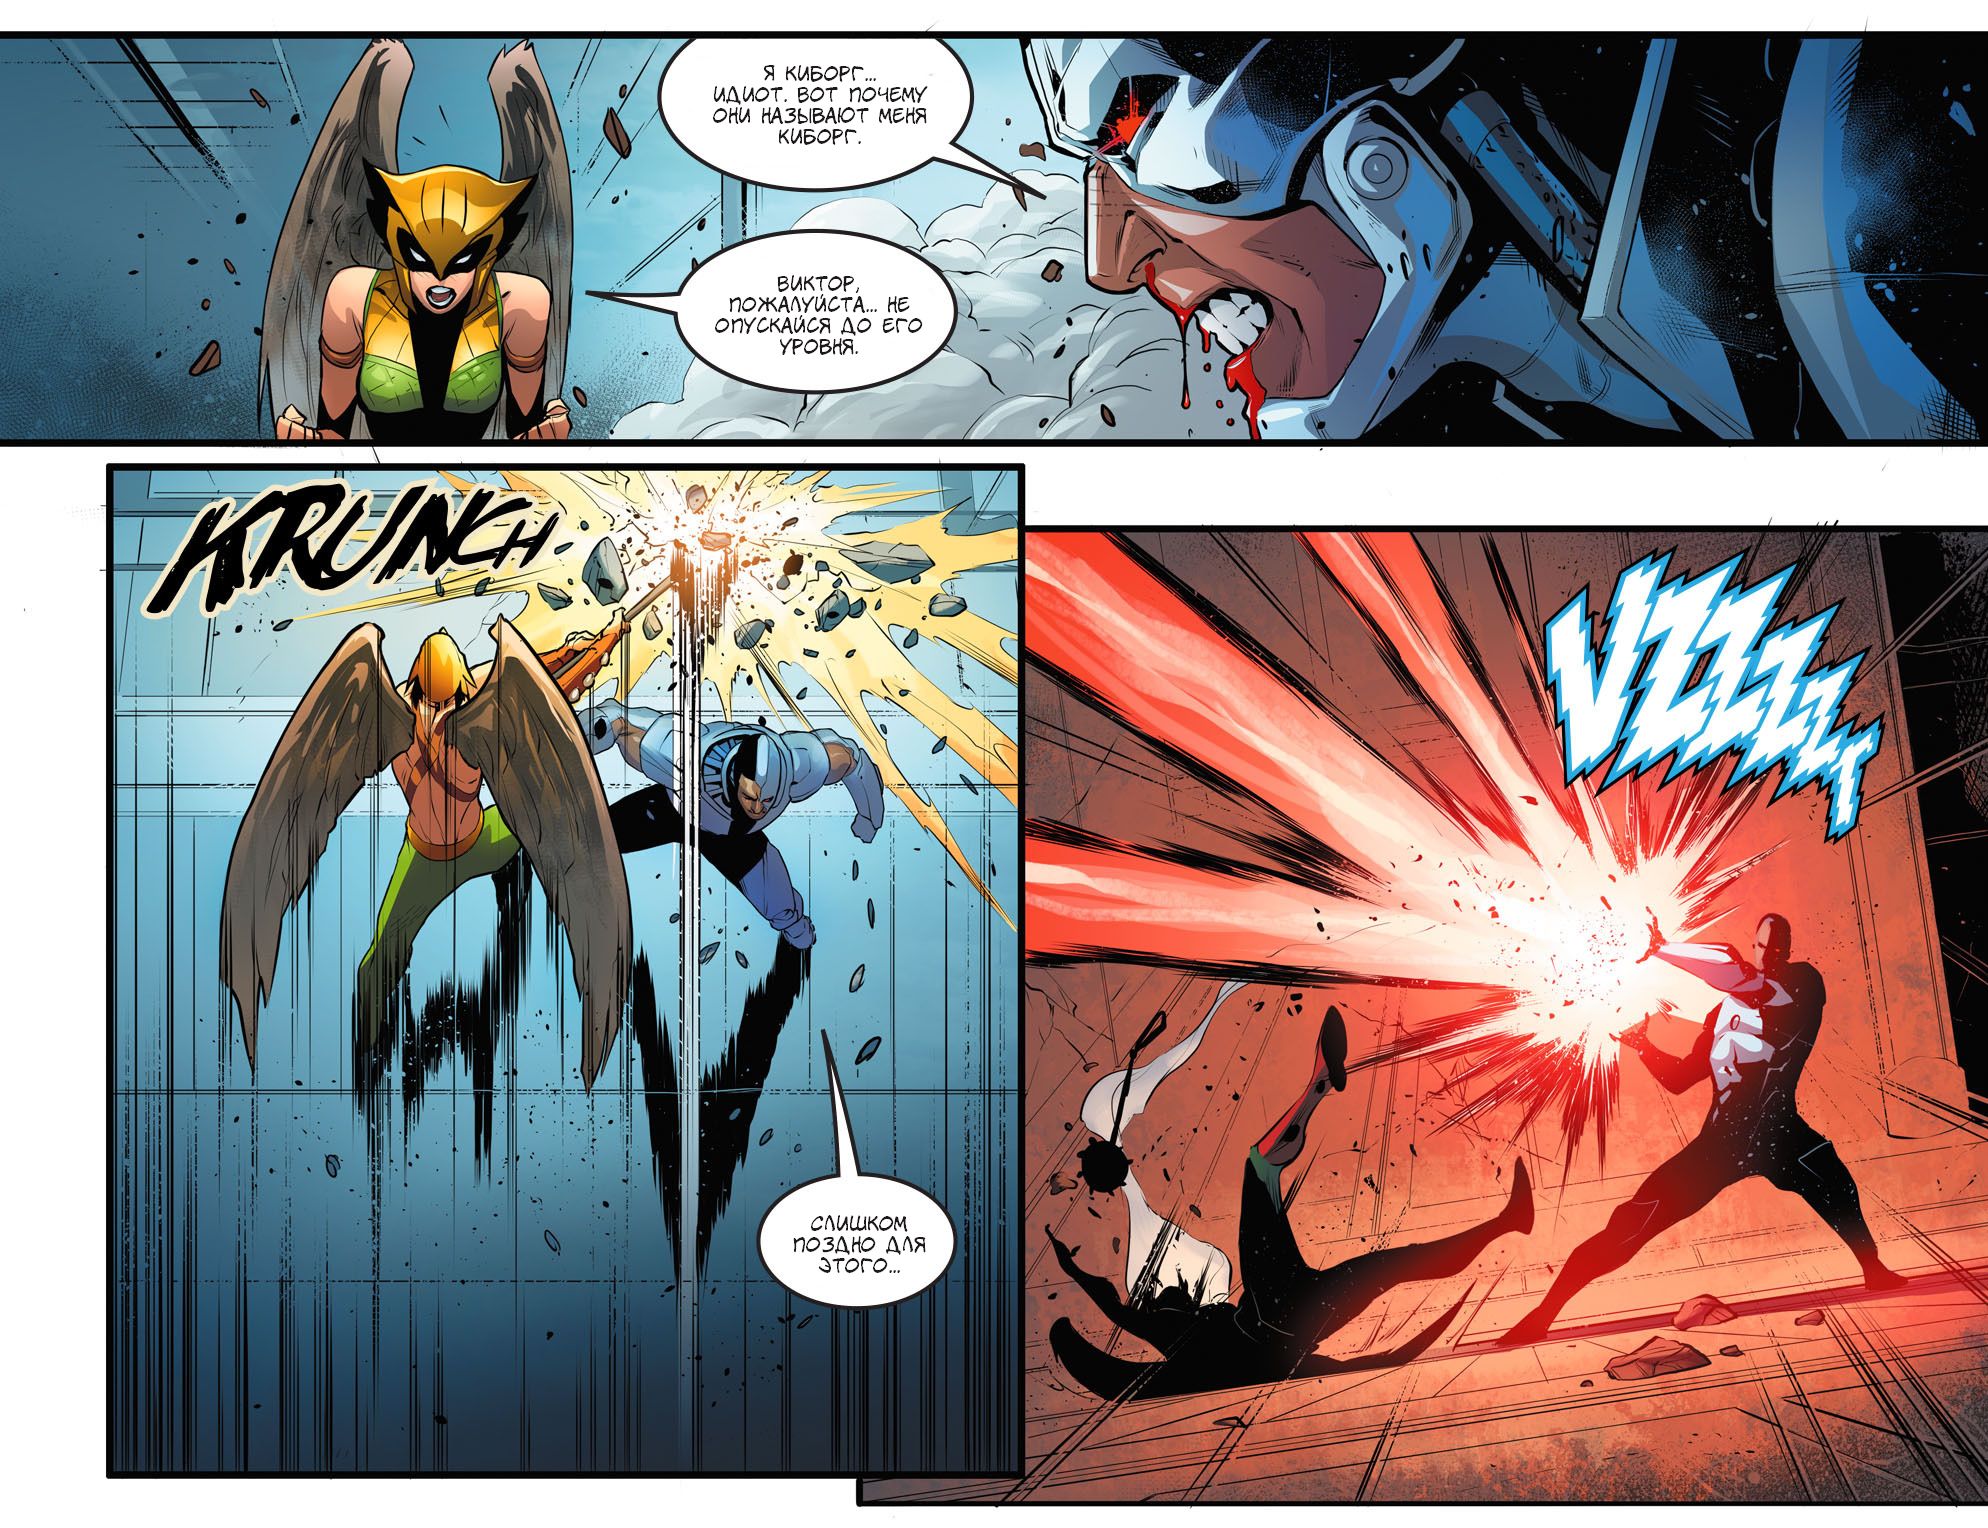 Я КИБОРГ...
ИДИОТ. ВОТ ПОЧЕМУ
ОНИ НАЗЫВАЮТ МЕНЯ
КИБОРГ.
ВИКТОР,
ПОЖАЛУЙСТА... НЕ
ОПУСКАЙСЯ ДО ЕГО
УРОВНЯ.
KRUNCH
СЛИШКОМ
ПОЗДНО ДЛЯ
ЭТОГО...
VZZZZZT